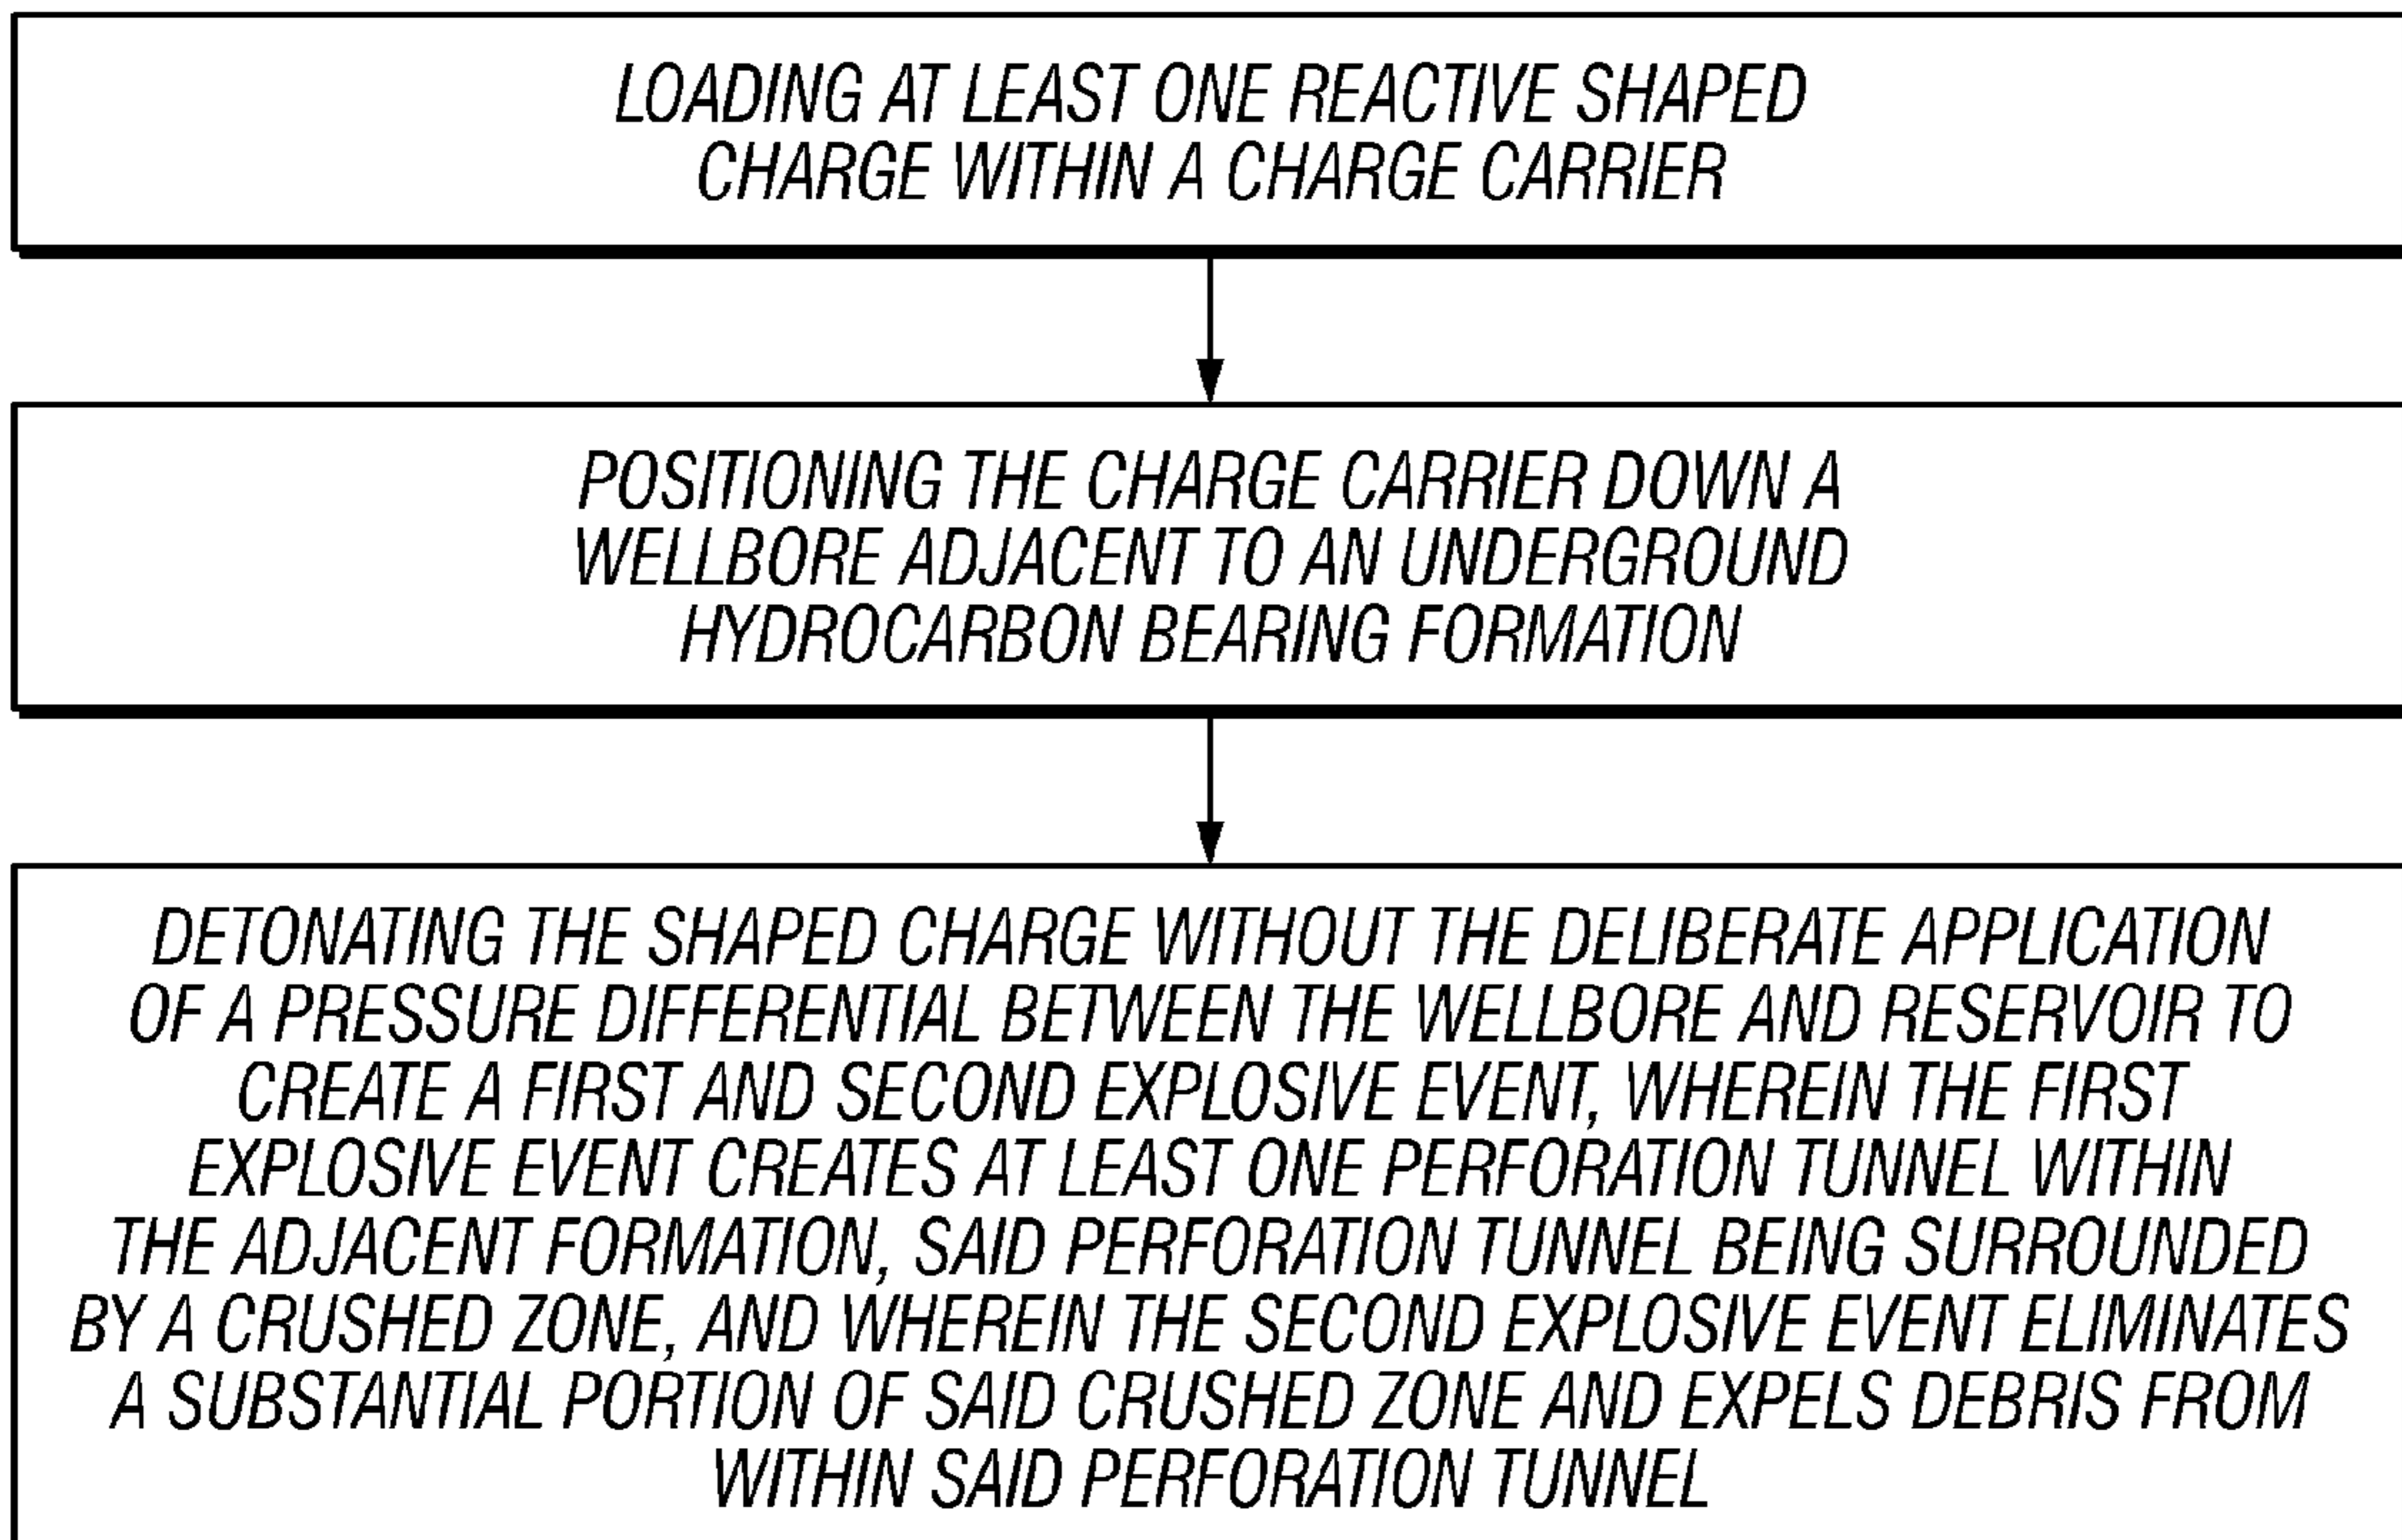 LOADING AT LEAST ONE REACTIVE SHAPED
CHARGE WITHIN A CHARGE CARRIER
POSITIONING THE CHARGE CARRIER DOWN A
WELLBORE ADJACENT TO AN UNDERGROUND
HYDROCARBON BEARING FORMATION
DETONATING THE SHAPED CHARGE WITHOUT THE DELIBERATE APPLICATION
OF A PRESSURE DIFFERENTIAL BETWEEN THE WELLBORE AND RESERVOIR TO
CREATE A FIRST AND SECOND EXPLOSIVE EVENT, WHEREIN THE FIRST
EXPLOSIVE EVENT CREATES AT LEAST ONE PERFORATION TUNNEL WITHIN
THE ADJACENT FORMATION, SAID PERFORATION TUNNEL BEING SURROUNDED
BY A CRUSHED ZONE, AND WHEREIN THE SECOND EXPLOSIVE EVENT ELIMINATES
A SUBSTANTIAL PORTION OF SAID CRUSHED ZONE AND EXPELS DEBRIS FROM
WITHIN SAID PERFORATION TUNNEL